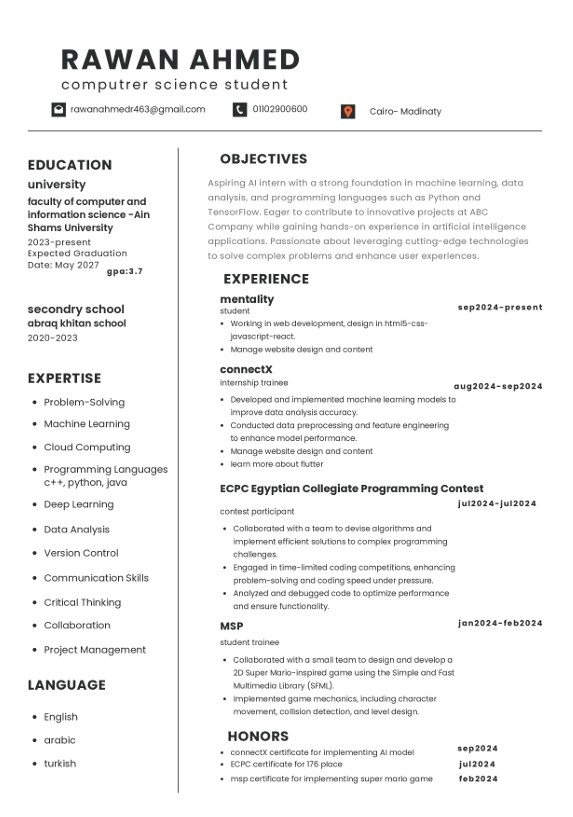 RAWAN AHMED
computrer science student
rawanahmedr463@gmail.com
01102900600
Cairo- Madinaty
EDUCATION
university
faculty of computer and
information science -Ain
Shams University
2023-present
Expected Graduation
Date: May 2027
gpa:3.7
secondry school
abraq khitan school
2020-2023
EXPERTISE
• Problem-Solving
• Machine Learning
• Cloud Computing
• Programming Languages
c++, python, java
• Deep Learning
• Data Analysis
• Version Control
• Communication Skills
• Critical Thinking
• Collaboration
• Project Management
LANGUAGE
• English
• arabic
• turkish
OBJECTIVES
Aspiring AI intern with a strong foundation in machine learning, data
analysis, and programming languages such as Python and
TensorFlow. Eager to contribute to innovative projects at ABC
Company while gaining hands-on experience in artificial intelligence
applications. Passionate about leveraging cutting-edge technologies
to solve complex problems and enhance user experiences.
EXPERIENCE
mentality
sep2024-present
student
• Working in web development, design in html5-css-
javascript-react.
• Manage website design and content
connectX
internship trainee
aug2024-sep2024
• Developed and implemented machine learning models to
improve data analysis accuracy.
• Conducted data preprocessing and feature engineering
to enhance model performance.
• Manage website design and content
• learn more about flutter
ECPC Egyptian Collegiate Programming Contest
jul2024-jul2024
contest participant
• Collaborated with a team to devise algorithms and
implement efficient solutions to complex programming
challenges.
• Engaged in time-limited coding competitions, enhancing
problem-solving and coding speed under pressure.
• Analyzed and debugged code to optimize performance
and ensure functionality.
MSP
jan2024-feb2024
student trainee
• Collaborated with a small team to design and develop a
2D Super Mario-inspired game using the Simple and Fast
Multimedia Library (SFML).
• Implemented game mechanics, including character
movement, collision detection, and level design.
HONORS
• connectX certificate for implementing AI model
sep2024
• ECPC certificate for 176 place
jul2024
• msp certificate for implementing super mario game
feb2024